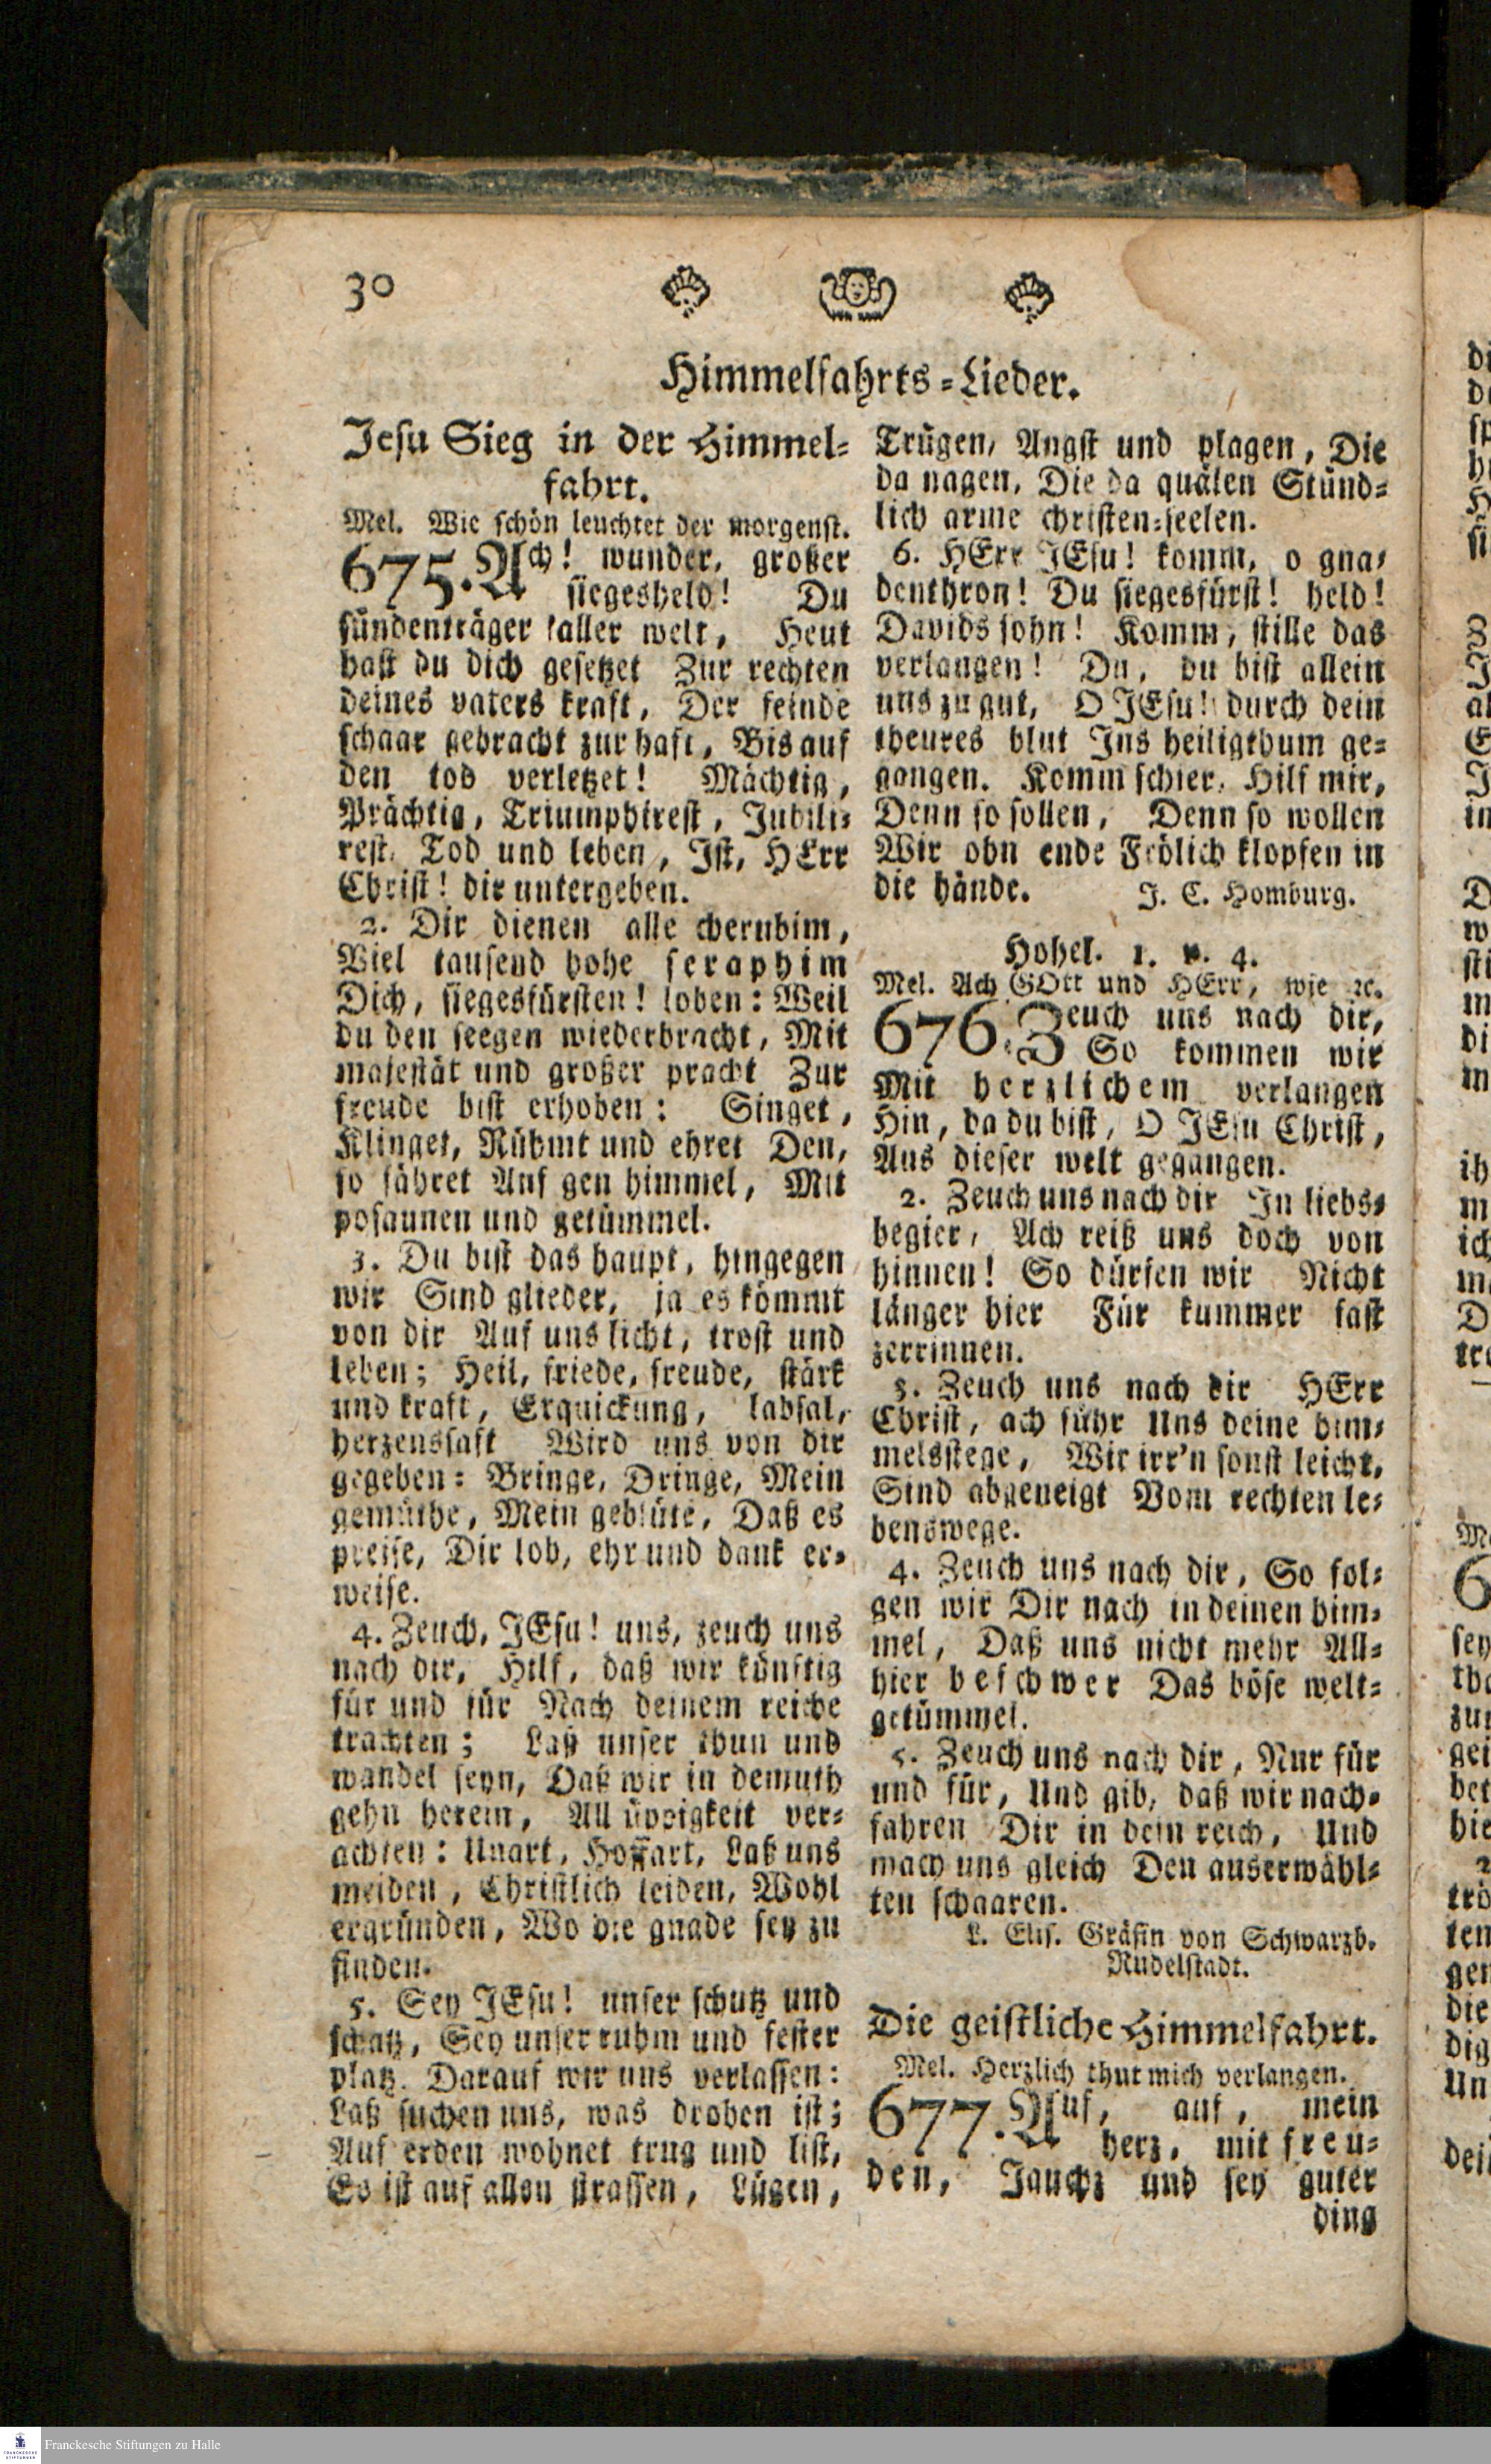 30
Himmelfahrts-Lieder.
Jesu Sieg in der Himmel-
fahrt.
Mel. Wie schön leuchtet der morgenst.
675. Ach! wunder, großer
siegesheld! Du
sündenträger aller welt, Heut
hast du dich gesetzet Zur rechten
deines vaters kraft, Der feinde
schaar gebracht zur haft, Bis auf
den tod verletzet! Mächtig,
Prächtig, Triumphirest, Jubili-
rest. Tod und leben, Ist, HErr
Christ! dir untergeben.
2. Dir dienen alle cherubim,
Viel tausend hohe seraphim
Dich, siegesfürsten! loben: Weil
du den seegen wiederbracht, Mit
majestät und großer pracht Zur
freude bist erhoben: Singet,
Klinget, Rühmt und ehret Den,
so fähret Auf gen himmel, Mit
posaunen und getümmel.
3. Du bist das haupt, hingegen
wir Sind glieder, ja es kömmt
von dir Auf uns licht, trost und
leben; Heil, friede, freude, stärk
und kraft, Erquickung, labsal,
herzenssaft Wird uns von dir
gegeben: Bringe, Dringe, Mein
gemüthe, Mein geblüte, Daß es
preise, Dir lob, ehr und dank er-
weise.
4. Zeuch, JEsu! uns, zeuch uns
nach dir, Hilf, daß wir künftig
für und für Nach deinem reiche
trachten; Laß unser thun und
wandel seyn, Daß wir in demuth
gehn herein, All üppigkeit ver-
achten: Unart, Hoffart, Laß uns
meiden, Christlich leiden, Wohl
ergründen, Wo die gnade sey zu
finden.
5. Sey JEsu! unser schutz und
schatz, Sey unser ruhm und fester
platz. Darauf wir uns verlassen:
Laß suchen uns, was droben ist;
Auf erden wohnet trug und list,
Es ist auf allen strassen, Lügen,
Trügen, Angst und plagen, Die
da nagen, Die da quälen Stünd-
lich arme christen-seelen.
6. HErr JEsu! komm, o gna-
denthron! Du siegesfürst! held!
Davids sohn! Komm, stille das
verlangen! Du, du bist allein
uns zu gut, O JEsu! durch dein
theures blut Ins heiligthum ge-
gangen. Komm schier, Hilf mir,
Denn so sollen, Denn so wollen
Wir ohn ende Frölich klopfen in
die hände. J. C. Homburg.
Hohel. 1. v. 4.
Mel. Ach GOtt und HErr, wie ꝛc.
676. Zeuch uns nach dir,
So kommen wir
Mit herzlichem verlangen
Hin, da du bist, O JEsu Christ,
Aus dieser welt gegangen.
2. Zeuch uns nach dir In liebs-
begier, Ach reiß uns doch von
hinnen! So dürfen wir Nicht
länger hier Für kummer fast
zerrinnen.
3. Zeuch uns nach dir HErr
Christ, ach führ Uns deine him-
melsstege, Wir irr'n sonst leicht,
Sind abgeneigt Vom rechten le-
benswege.
4. Zeuch uns nach dir, So fol-
gen wir Dir nach in deinen him-
mel, Daß uns nicht mehr All-
hier beschwer Das böse welt-
getümmel.
5. Zeuch uns nach dir, Nur für
und für, Und gib, daß wir nach-
fahren Dir in dein reich, Und
mach uns gleich Den auserwähl-
ten schaaren.
L. Elis. Gräfin von Schwarzb.
Rudelstadt.
Die geistliche Himmelfahrt.
Mel. Herzlich thut mich verlangen.
677. Auf, auf, mein
herz, mit freu-
den, Jauchz und sey guter
ding
Franckesche Stiftungen zu Halle